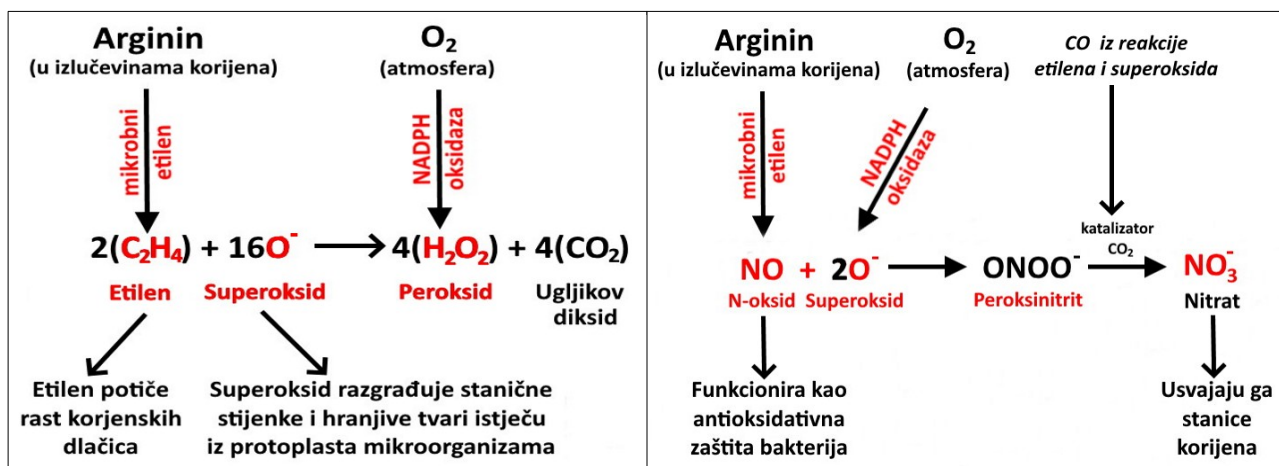 Arginin
(u izlučevinama korijena)
O₂
(atmosfera)
mikrobni
etilen
NADPH
oksidaza
2(C₂H₄) + 16O⁻ → 4(H₂O₂) + 4(CO₂)
Etilen Superoksid Peroksid Ugljikov
diksid
Etilen potiče
rast korjenskih
dlačica
Superoksid razgrađuje stanične
stijenke i hranjive tvari istječu
iz protoplasta mikroorganizama
Arginin
(u izlučevinama korijena)
O₂
(atmosfera)
CO iz reakcije
etilena i superoksida
mikrobni
etilen
NADPH
oksidaza
katalizator
CO₂
NO + 2O⁻ → ONOO⁻ → NO₃⁻
N-oksid Superoksid Peroksinitrit Nitrat
Funkcionira kao
antioksidativna
zaštita bakterija
Usvajaju ga
stanice
korijena